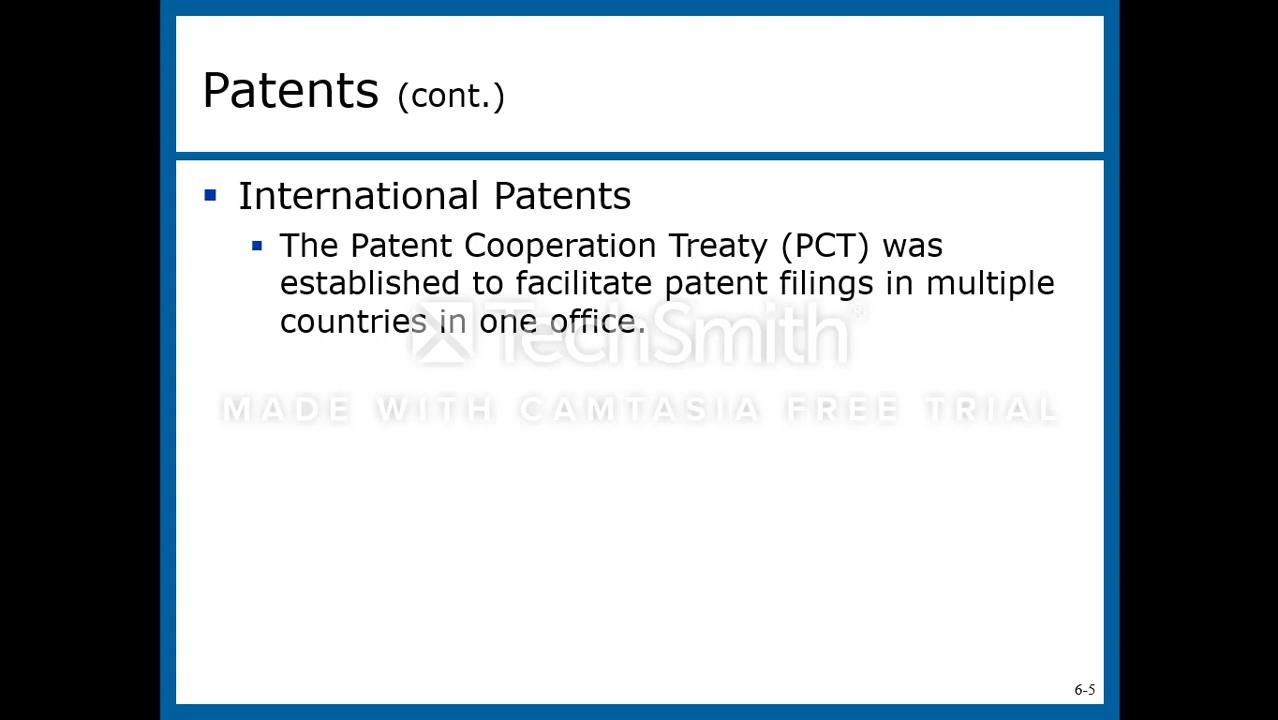 Patents (cont.)
▪ International Patents
▪ The Patent Cooperation Treaty (PCT) was
established to facilitate patent filings in multiple
countries in one office.
TechSmith®
MADE WITH CAMTASIA FREE TRIAL
6-5